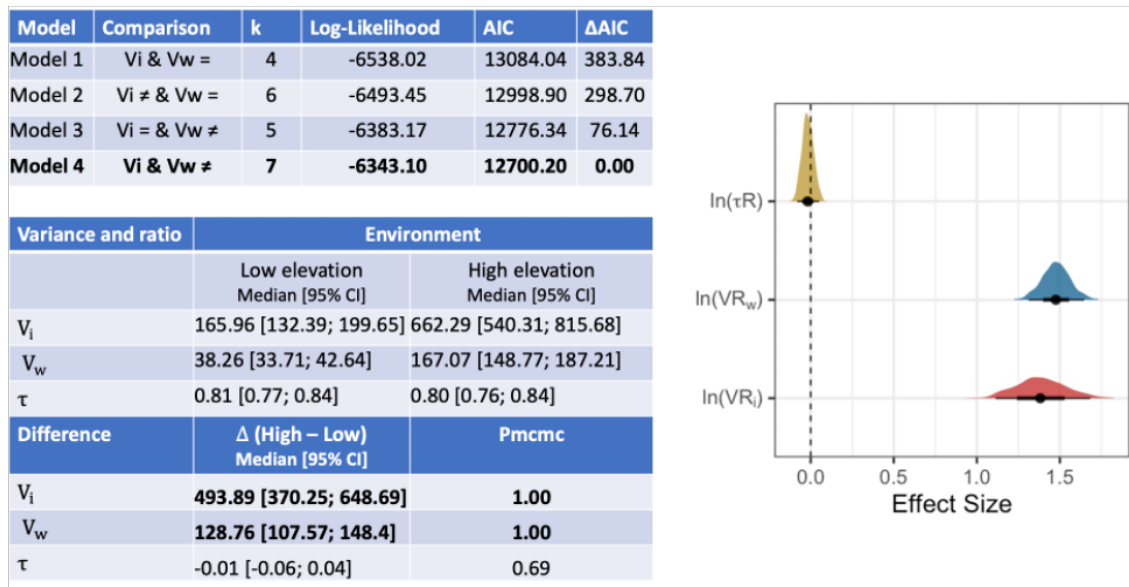 Model Comparison k Log-Likelihood AIC ΔAIC
Model 1 Vi & Vw = 4 -6538.02 13084.04 383.84
Model 2 Vi ≠ & Vw = 6 -6493.45 12998.90 298.70
Model 3 Vi = & Vw ≠ 5 -6383.17 12776.34 76.14
Model 4 Vi & Vw ≠ 7 -6343.10 12700.20 0.00
Variance and ratio Environment
Low elevation High elevation
Median [95% CI] Median [95% CI]
Vi 165.96 [132.39; 199.65] 662.29 [540.31; 815.68]
Vw 38.26 [33.71; 42.64] 167.07 [148.77; 187.21]
τ 0.81 [0.77; 0.84] 0.80 [0.76; 0.84]
Difference Δ (High – Low) Pmcmc
Median [95% CI]
Vi 493.89 [370.25; 648.69] 1.00
Vw 128.76 [107.57; 148.4] 1.00
τ -0.01 [-0.06; 0.04] 0.69
ln(τR)
ln(VRw)
ln(VRi)
0.0 0.5 1.0 1.5
Effect Size